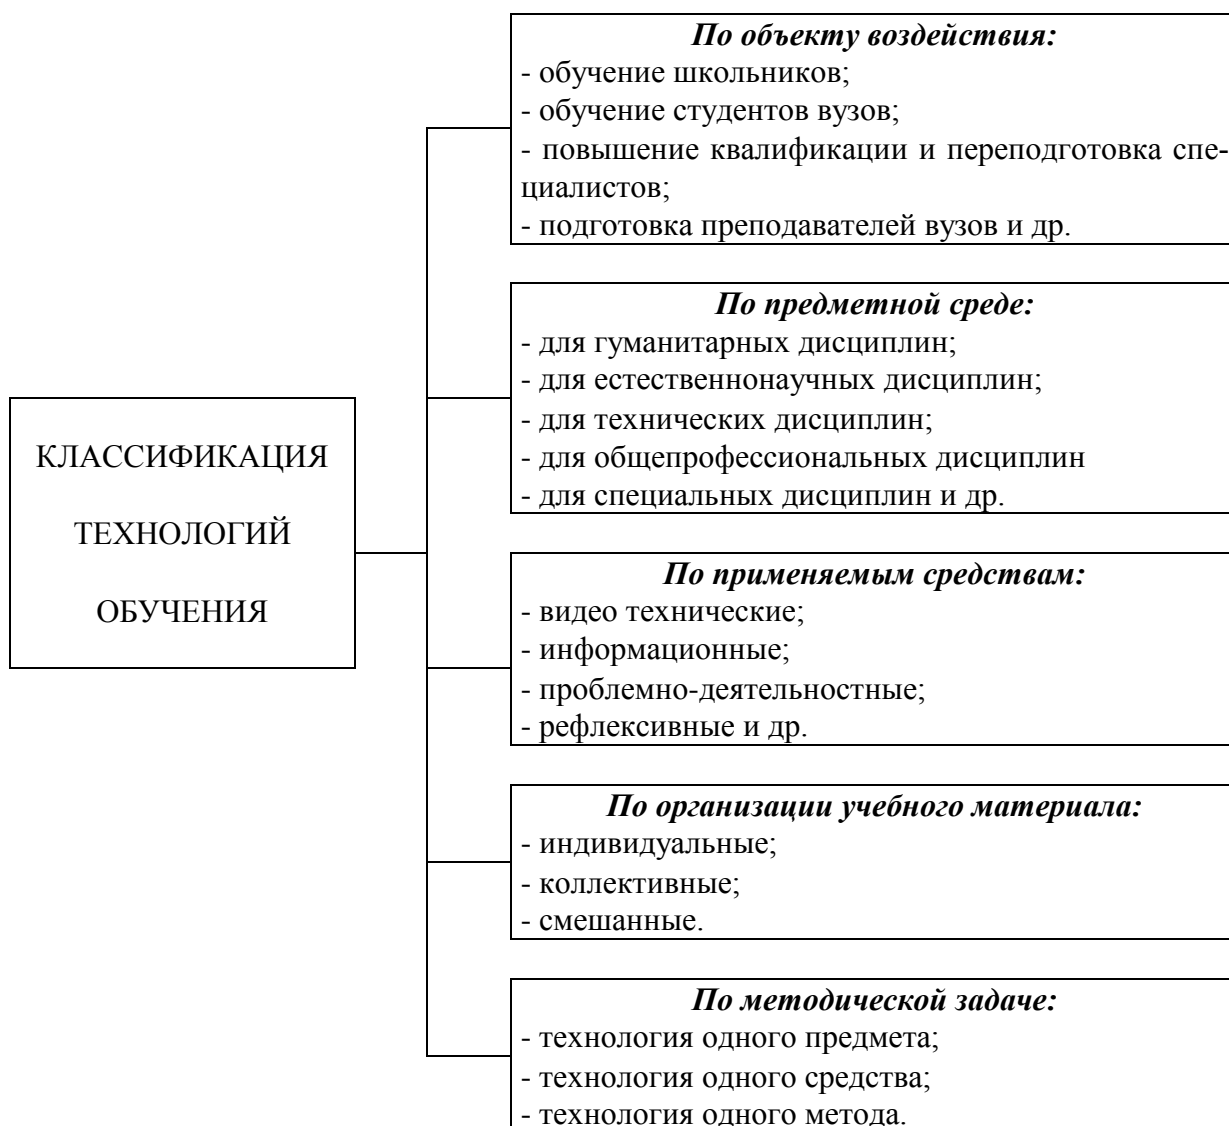 КЛАССИФИКАЦИЯ
ТЕХНОЛОГИЙ
ОБУЧЕНИЯ
По объекту воздействия:
- обучение школьников;
- обучение студентов вузов;
- повышение квалификации и переподготовка спе-
циалистов;
- подготовка преподавателей вузов и др.
По предметной среде:
- для гуманитарных дисциплин;
- для естественнонаучных дисциплин;
- для технических дисциплин;
- для общепрофессиональных дисциплин
- для специальных дисциплин и др.
По применяемым средствам:
- видео технические;
- информационные;
- проблемно-деятельностные;
- рефлексивные и др.
По организации учебного материала:
- индивидуальные;
- коллективные;
- смешанные.
По методической задаче:
- технология одного предмета;
- технология одного средства;
- технология одного метода.